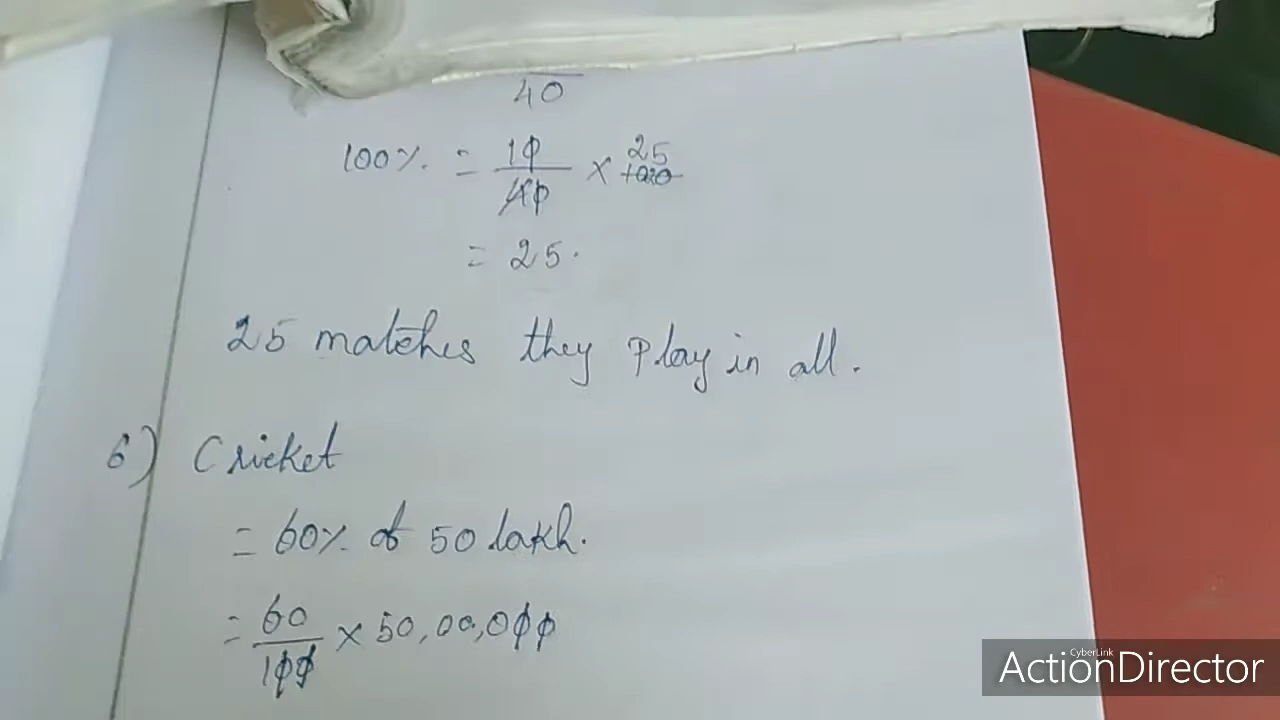 40
100% = 10/40 × 100 25
= 25.
25 matches they play in all.
6) Cricket
= 60% of 50 lakh.
= 60/100 × 50,00,000
CyberLink
ActionDirector